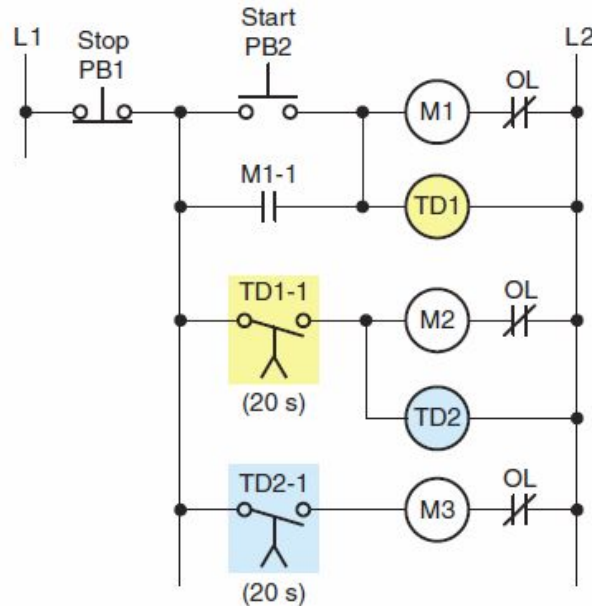 L1
Stop
PB1
Start
PB2
L2
M1
OL
M1-1
TD1
TD1-1
(20 s)
M2
OL
TD2
TD2-1
(20 s)
M3
OL